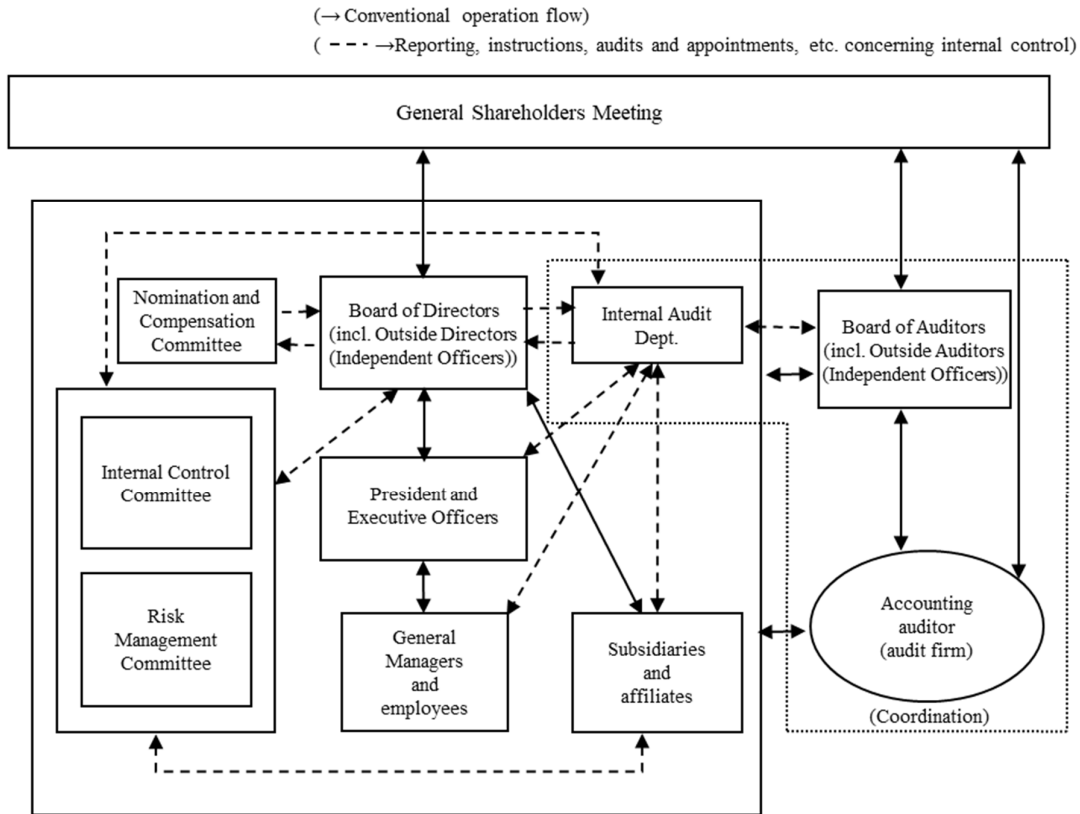 (→Conventional operation flow)
( ---→Reporting, instructions, audits and appointments, etc. concerning internal control)
General Shareholders Meeting
Nomination and
Compensation
Committee
Board of Directors
(incl. Outside Directors
(Independent Officers))
Internal Audit
Dept.
Board of Auditors
(incl. Outside Auditors
(Independent Officers))
Internal Control
Committee
President and
Executive Officers
Risk
Management
Committee
General
Managers
and
employees
Subsidiaries
and
affiliates
Accounting
auditor
(audit firm)
(Coordination)